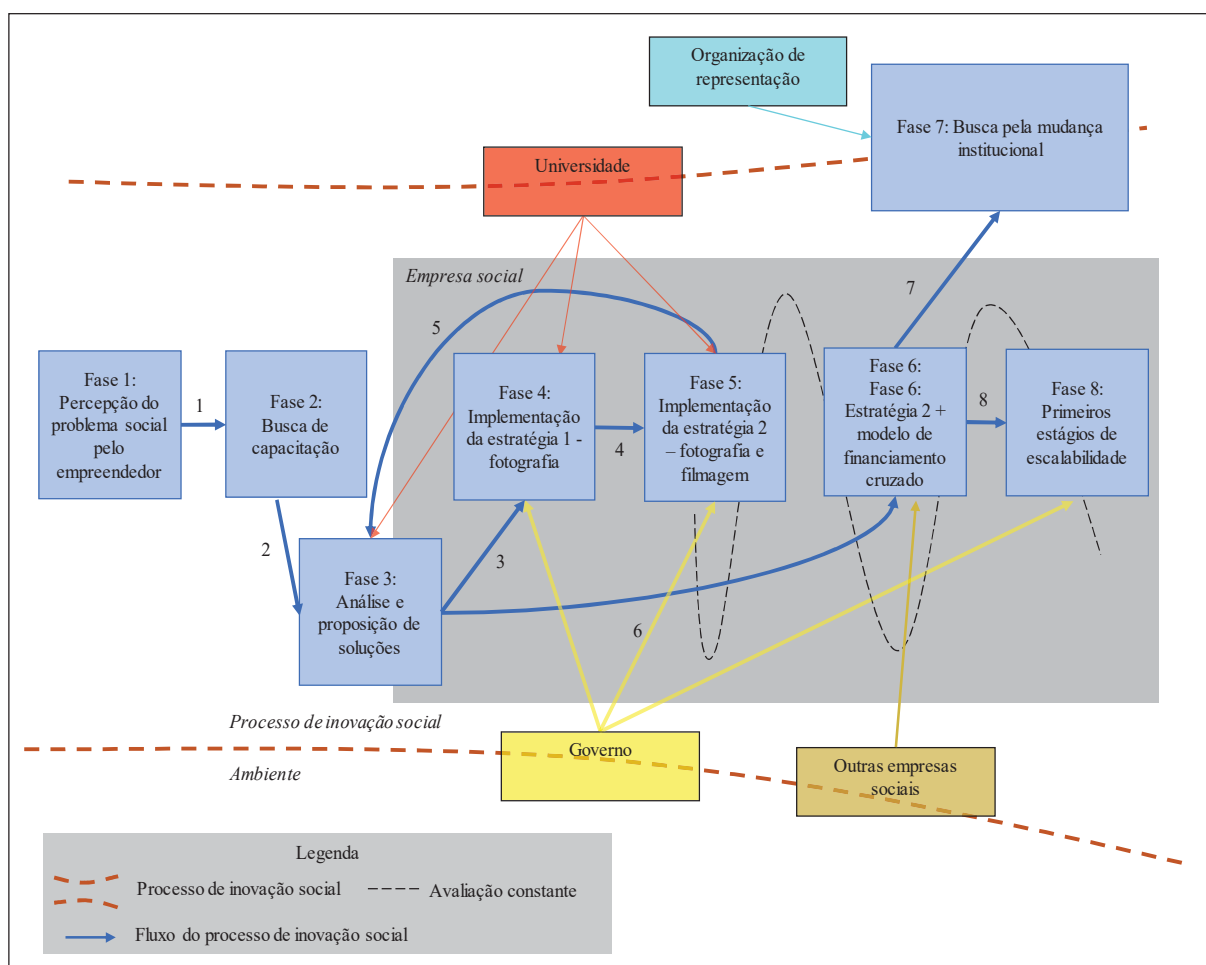 Organização de
representação
Fase 7: Busca pela mudança
institucional
Universidade
Empresa social
7
5
Fase 1:
Percepção do
problema social
pelo
empreendedor
1
Fase 2:
Busca de
capacitação
Fase 4:
Implementação
da estratégia 1 -
fotografia
4
Fase 5:
Implementação
da estratégia 2
– fotografia e
filmagem
Fase 6:
Fase 6:
Estratégia 2 +
modelo de
financiamento
cruzado
8
Fase 8:
Primeiros
estágios de
escalabilidade
2
3
Fase 3:
Análise e
proposição de
soluções
6
Processo de inovação social
Ambiente
Governo
Outras empresas
sociais
Legenda
Processo de inovação social
Avaliação constante
Fluxo do processo de inovação social